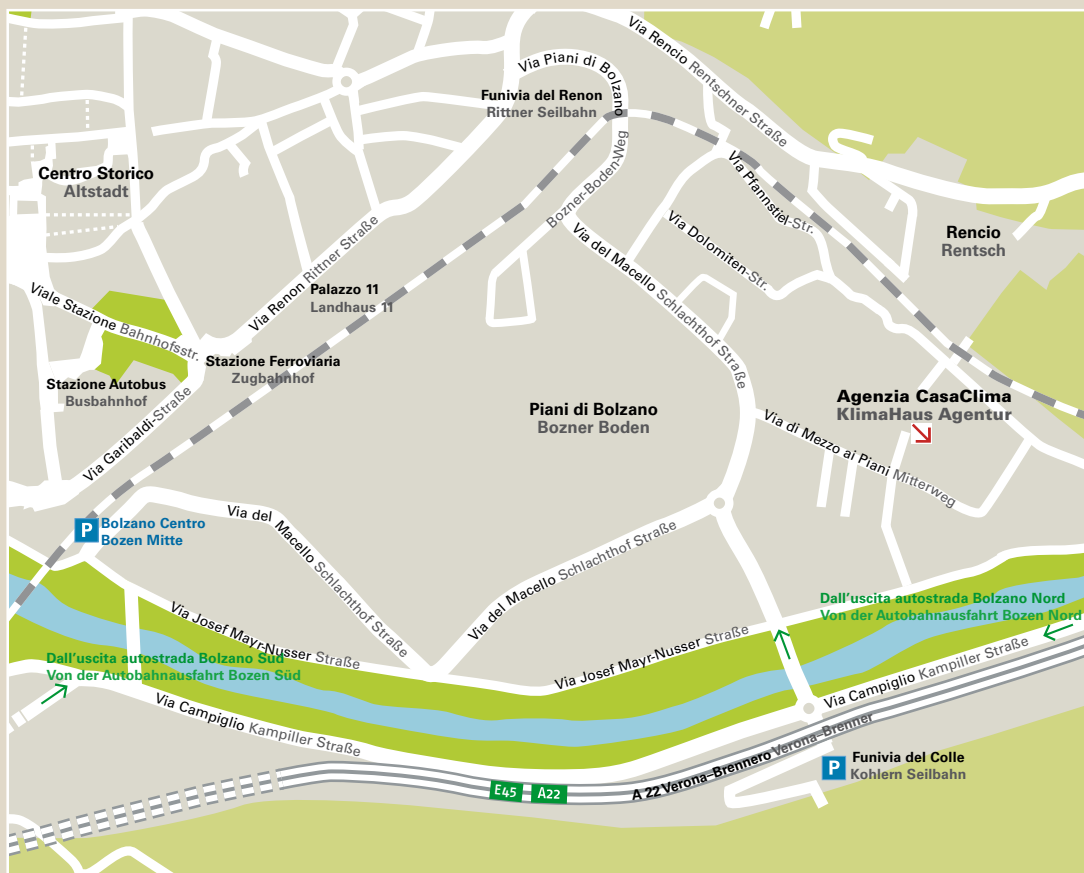 Via Rencio Rentschner Straße
Via Piani di Bolzano
Funivia del Renon
Rittner Seilbahn
Bozner-Boden-Weg
Centro Storico
Altstadt
Via Pfannstiel-Str.
Via Dolomiten-Str.
Rencio
Rentsch
Via Renon Rittner Straße
Via del Macello Schlachthof Straße
Palazzo 11
Landhaus 11
Viale Stazione Bahnhofsstr.
Stazione Ferroviaria
Zugbahnhof
Stazione Autobus
Busbahnhof
Via Garibaldi-Straße
Piani di Bolzano
Bozner Boden
Agenzia CasaClima
KlimaHaus Agentur
Via di Mezzo ai Piani Mitterweg
P
Bolzano Centro
Bozen Mitte
Via del Macello Schlachthof Straße
Via del Macello Schlachthof Straße
Via Josef Mayr-Nusser Straße
Via Josef Mayr-Nusser Straße
Dall'uscita autostrada Bolzano Nord
Von der Autobahnausfahrt Bozen Nord
Dall'uscita autostrada Bolzano Süd
Von der Autobahnausfahrt Bozen Süd
Via Campiglio Kampiller Straße
Via Campiglio Kampiller Straße
A 22 Verona–Brennero Verona–Brenner
E45
A22
P
Funivia del Colle
Kohlern Seilbahn